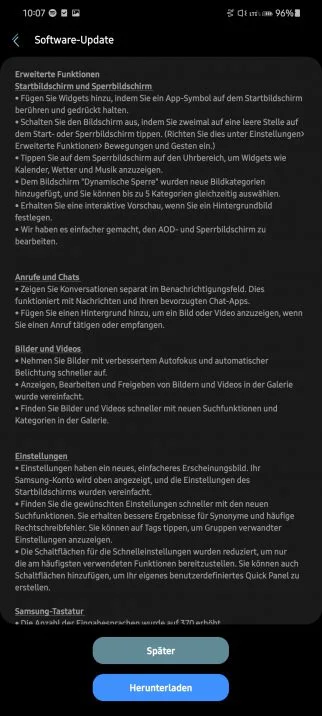 10:07 96%
Software-Update
Erweiterte Funktionen
Startbildschirm und Sperrbildschirm
• Fügen Sie Widgets hinzu, indem Sie ein App-Symbol auf dem Startbildschirm
berühren und gedrückt halten.
• Schalten Sie den Bildschirm aus, indem Sie zweimal auf eine leere Stelle auf
dem Start- oder Sperrbildschirm tippen. (Richten Sie dies unter Einstellungen>
Erweiterte Funktionen> Bewegungen und Gesten ein.)
• Tippen Sie auf dem Sperrbildschirm auf den Uhrbereich, um Widgets wie
Kalender, Wetter und Musik anzuzeigen.
• Dem Bildschirm "Dynamische Sperre" wurden neue Bildkategorien
hinzugefügt, und Sie können bis zu 5 Kategorien gleichzeitig auswählen.
• Erhalten Sie eine interaktive Vorschau, wenn Sie ein Hintergrundbild
festlegen.
• Wir haben es einfacher gemacht, den AOD- und Sperrbildschirm zu
bearbeiten.
Anrufe und Chats
• Zeigen Sie Konversationen separat im Benachrichtigungsfeld. Dies
funktioniert mit Nachrichten und Ihren bevorzugten Chat-Apps.
• Fügen Sie einen Hintergrund hinzu, um ein Bild oder Video anzuzeigen, wenn
Sie einen Anruf tätigen oder empfangen.
Bilder und Videos
• Nehmen Sie Bilder mit verbessertem Autofokus und automatischer
Belichtung schneller auf.
• Anzeigen, Bearbeiten und Freigeben von Bildern und Videos in der Galerie
wurde vereinfacht.
• Finden Sie Bilder und Videos schneller mit neuen Suchfunktionen und
Kategorien in der Galerie.
Einstellungen
• Einstellungen haben ein neues, einfacheres Erscheinungsbild. Ihr
Samsung-Konto wird oben angezeigt, und die Einstellungen des
Startbildschirms wurden vereinfacht.
• Finden Sie die gewünschten Einstellungen schneller mit den neuen
Suchfunktionen. Sie erhalten bessere Ergebnisse für Synonyme und häufige
Rechtschreibfehler. Sie können auf Tags tippen, um Gruppen verwandter
Einstellungen anzuzeigen.
• Die Schaltflächen für die Schnelleinstellungen wurden reduziert, um nur
die am häufigsten verwendeten Funktionen bereitzustellen. Sie können auch
Schaltflächen hinzufügen, um Ihr eigenes benutzerdefiniertes Quick Panel zu
erstellen.
Samsung-Tastatur
• Die Anzahl der Eingabesprachen wurde auf 370 erhöht.
Später
Herunterladen